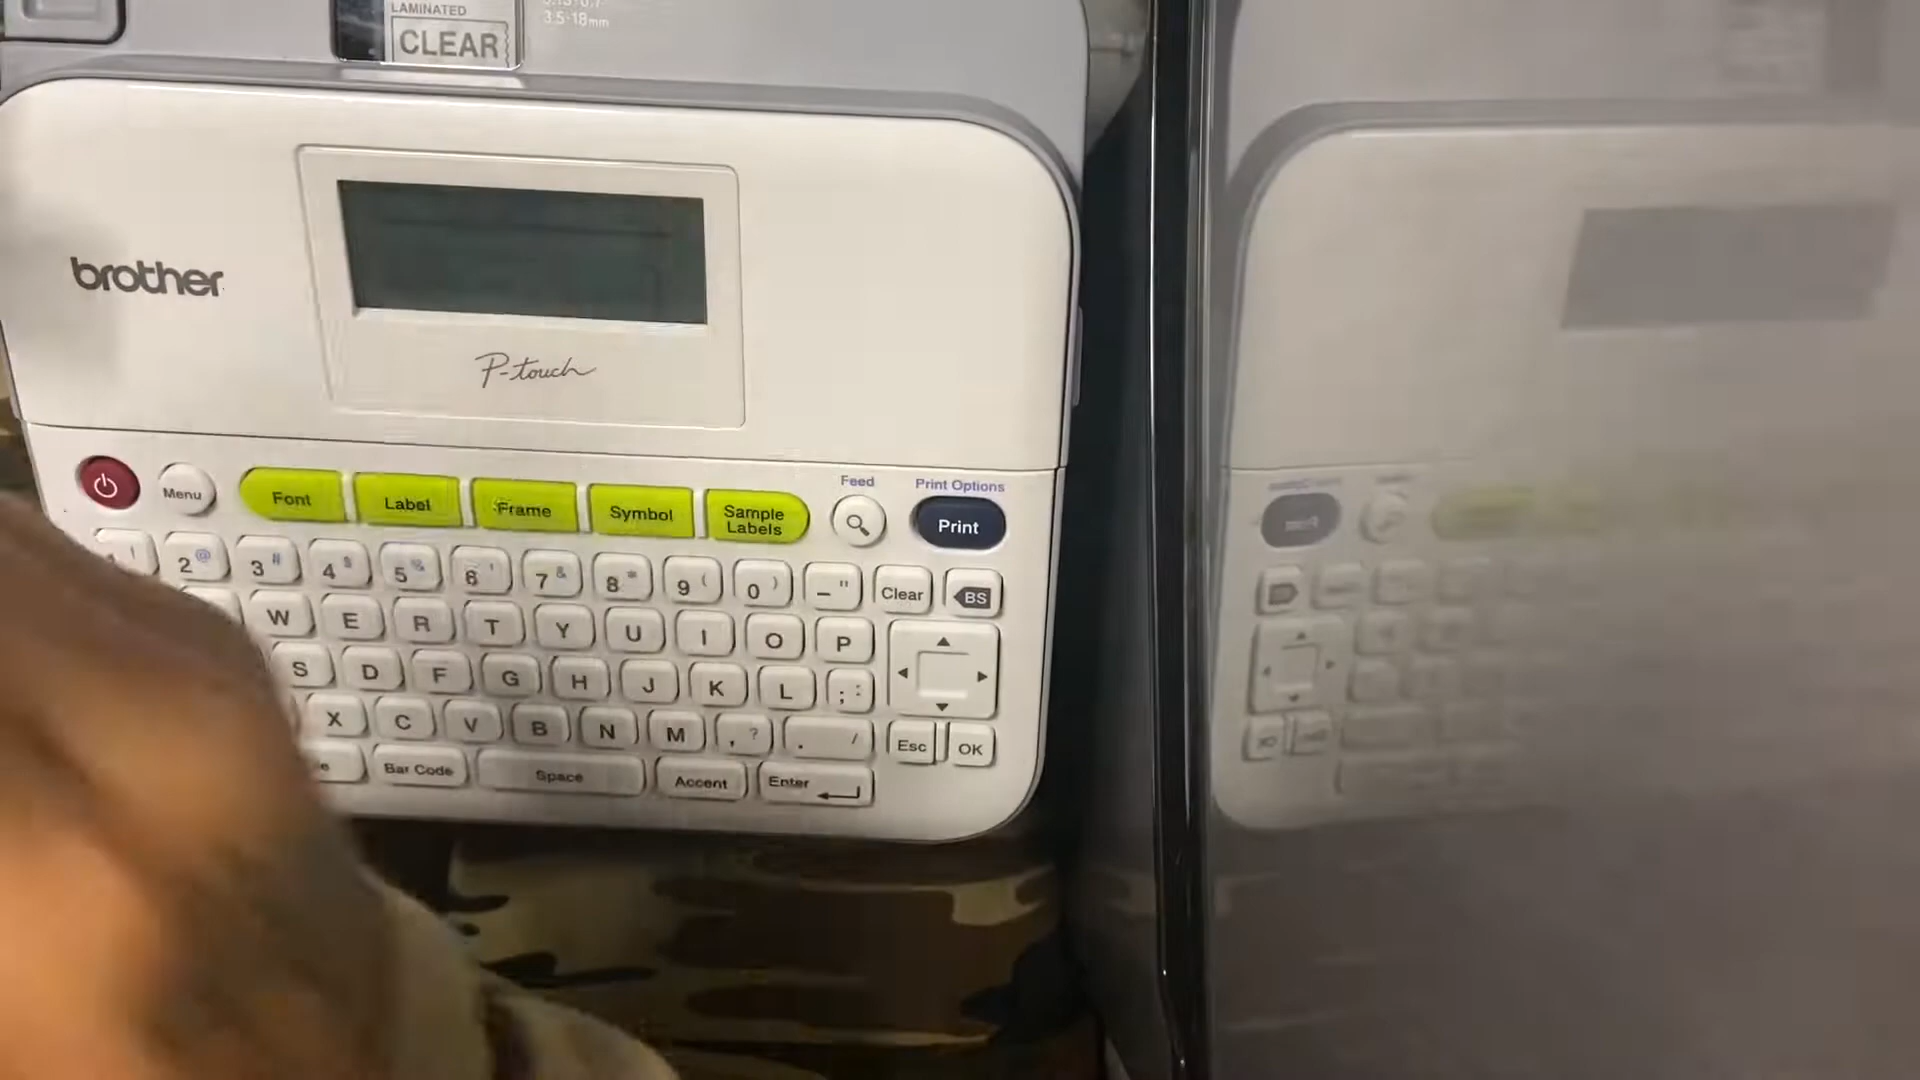 LAMINATED
CLEAR
3.5-18mm
brother
P-touch
Feed
Print Options
Menu
Font
Label
Frame
Symbol
Sample Labels
Print
! 2 @ 3 # 4 $ 5 % 6 ' 7 & 8 * 9 ( 0 ) - " Clear BS
W E R T Y U I O P
S D F G H J K L ; :
X C V B N M , ? . / Esc OK
e Bar Code Space Accent Enter